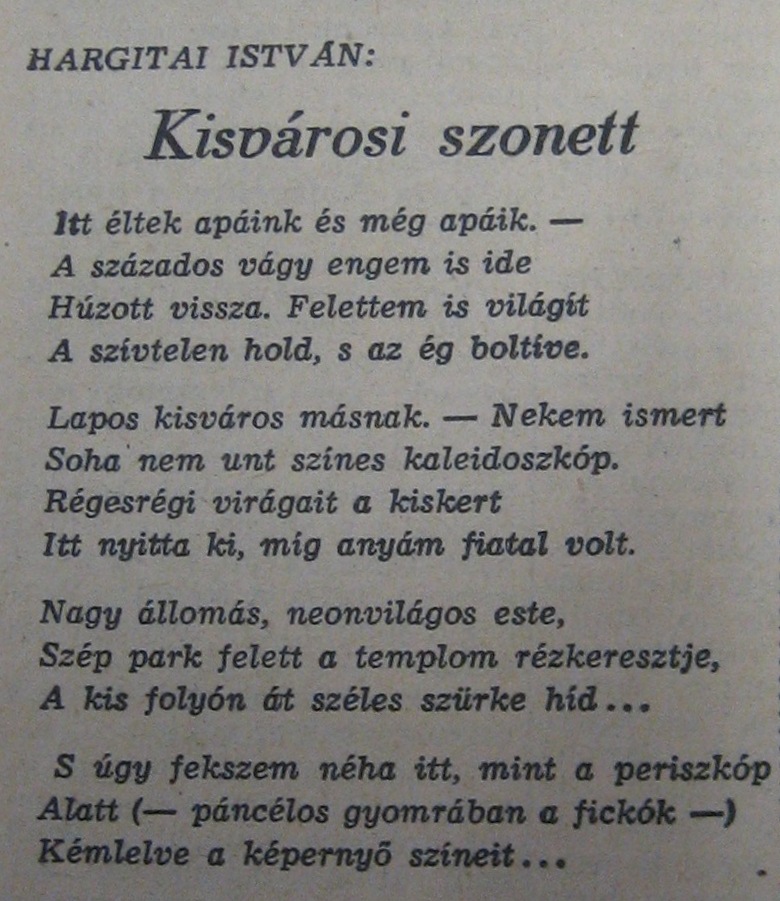 HARGITAI ISTVÁN:
Kisvárosi szonett
Itt éltek apáink és még apáik. —
A százados vágy engem is ide
Húzott vissza. Felettem is világít
A szívtelen hold, s az ég boltíve.
Lapos kisváros másnak. — Nekem ismert
Soha nem unt színes kaleidoszkóp.
Régesrégi virágait a kiskert
Itt nyitta ki, míg anyám fiatal volt.
Nagy állomás, neonvilágos este,
Szép park felett a templom rézkeresztje,
A kis folyón át széles szürke híd...
S úgy fekszem néha itt, mint a periszkóp
Alatt (— páncélos gyomrában a fickók —)
Kémlelve a képernyő színeit...